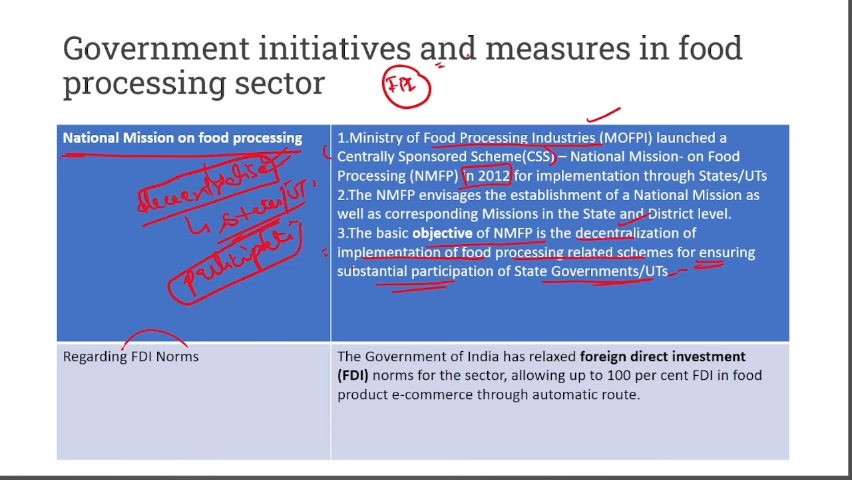 Government initiatives and measures in food
processing sector
FPI
National Mission on food processing
decentralised
States/UT
participati
1.Ministry of Food Processing Industries (MOFPI) launched a
Centrally Sponsored Scheme(CSS) – National Mission- on Food
Processing (NMFP) in 2012 for implementation through States/UTs
2.The NMFP envisages the establishment of a National Mission as
well as corresponding Missions in the State and District level.
3.The basic objective of NMFP is the decentralization of
implementation of food processing related schemes for ensuring
substantial participation of State Governments/UTs
Regarding FDI Norms
The Government of India has relaxed foreign direct investment
(FDI) norms for the sector, allowing up to 100 per cent FDI in food
product e-commerce through automatic route.